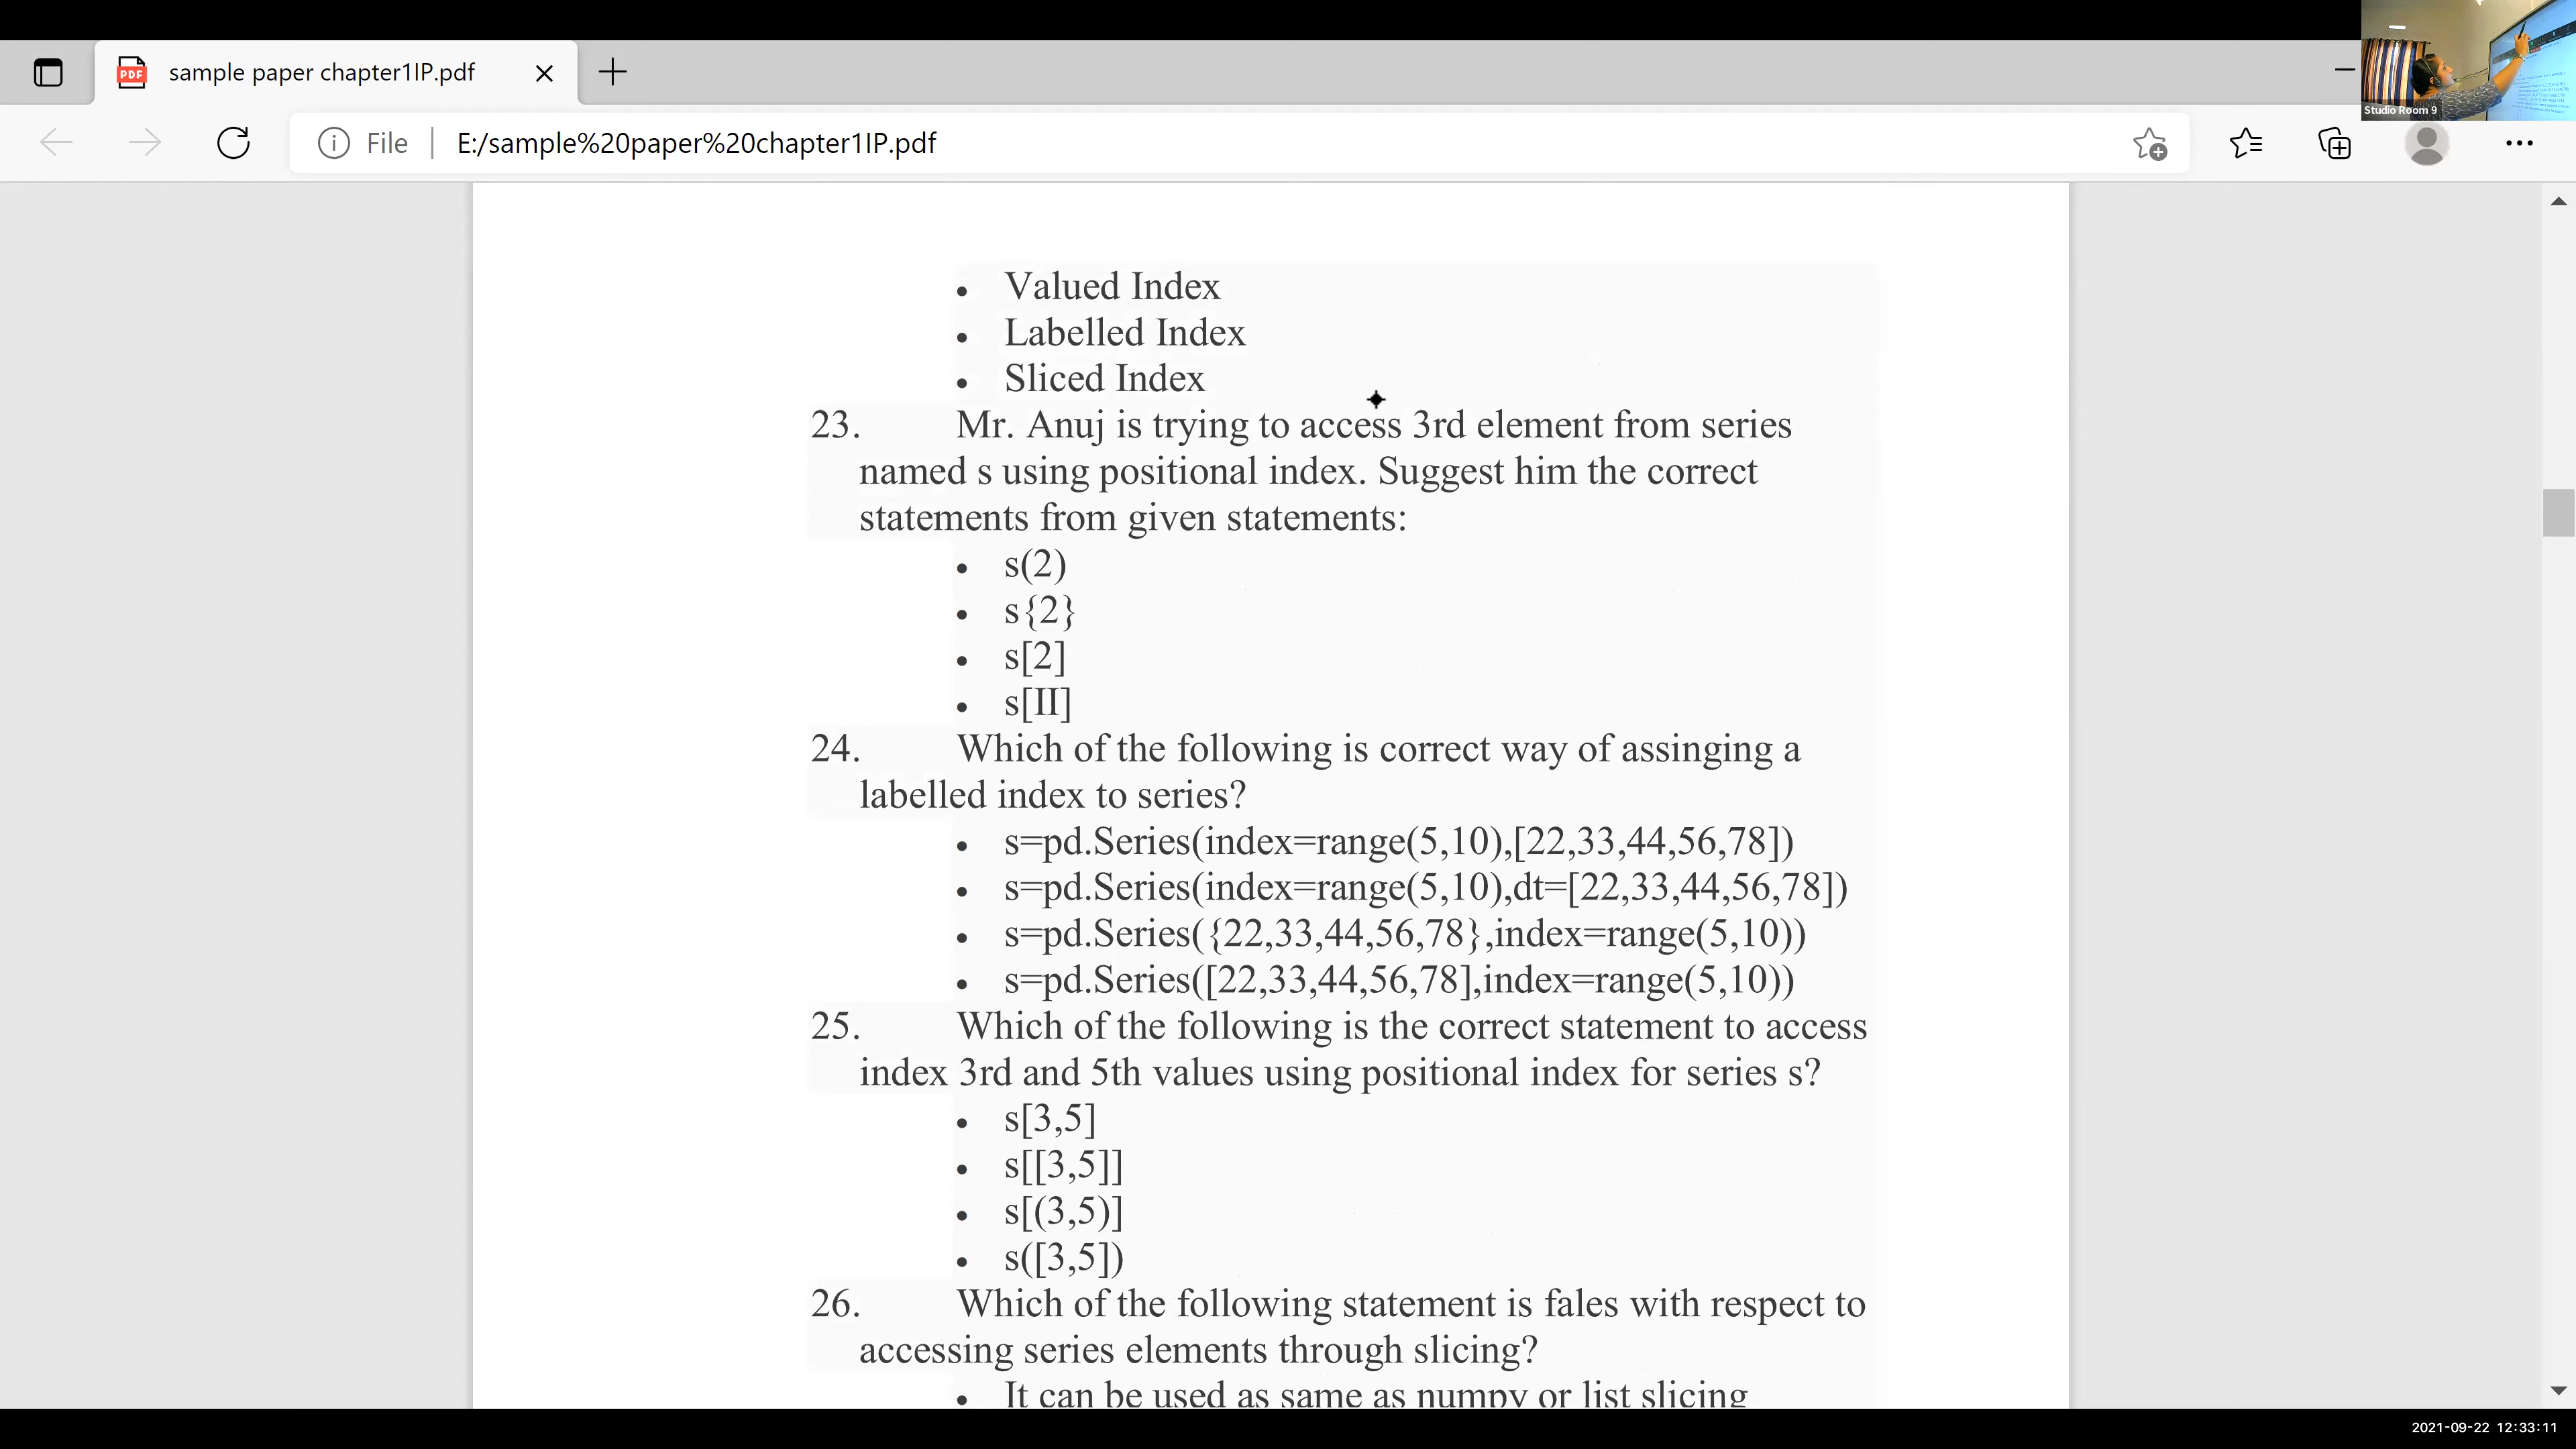 sample paper chapter1IP.pdf
Studio Room 9
File
E:/sample%20paper%20chapter1IP.pdf
• Valued Index
• Labelled Index
• Sliced Index
23. Mr. Anuj is trying to access 3rd element from series
named s using positional index. Suggest him the correct
statements from given statements:
• s(2)
• s{2}
• s[2]
• s[II]
24. Which of the following is correct way of assinging a
labelled index to series?
• s=pd.Series(index=range(5,10),[22,33,44,56,78])
• s=pd.Series(index=range(5,10),dt=[22,33,44,56,78])
• s=pd.Series({22,33,44,56,78},index=range(5,10))
• s=pd.Series([22,33,44,56,78],index=range(5,10))
25. Which of the following is the correct statement to access
index 3rd and 5th values using positional index for series s?
• s[3,5]
• s[[3,5]]
• s[(3,5)]
• s([3,5])
26. Which of the following statement is fales with respect to
accessing series elements through slicing?
• It can be used as same as numpy or list slicing
2021-09-22 12:33:11